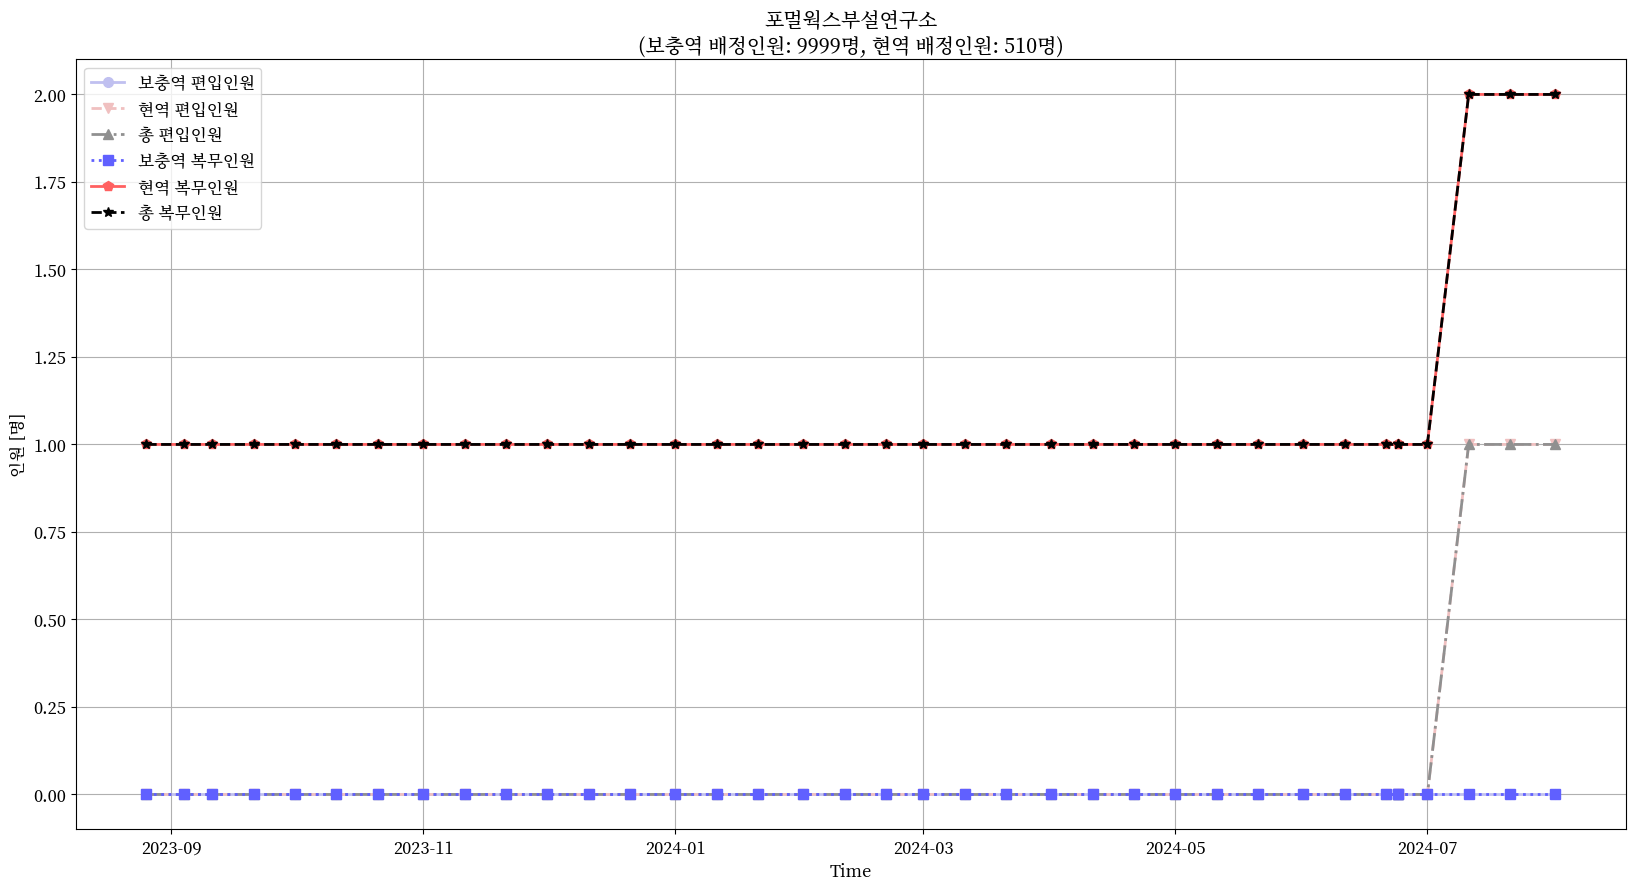 포멀웍스부설연구소
(보충역 배정인원: 9999명, 현역 배정인원: 510명)
보충역 편입인원
현역 편입인원
총 편입인원
보충역 복무인원
현역 복무인원
총 복무인원
2.00
1.75
1.50
1.25
1.00
0.75
0.50
0.25
0.00
인원 [명]
2023-09
2023-11
2024-01
2024-03
2024-05
2024-07
Time